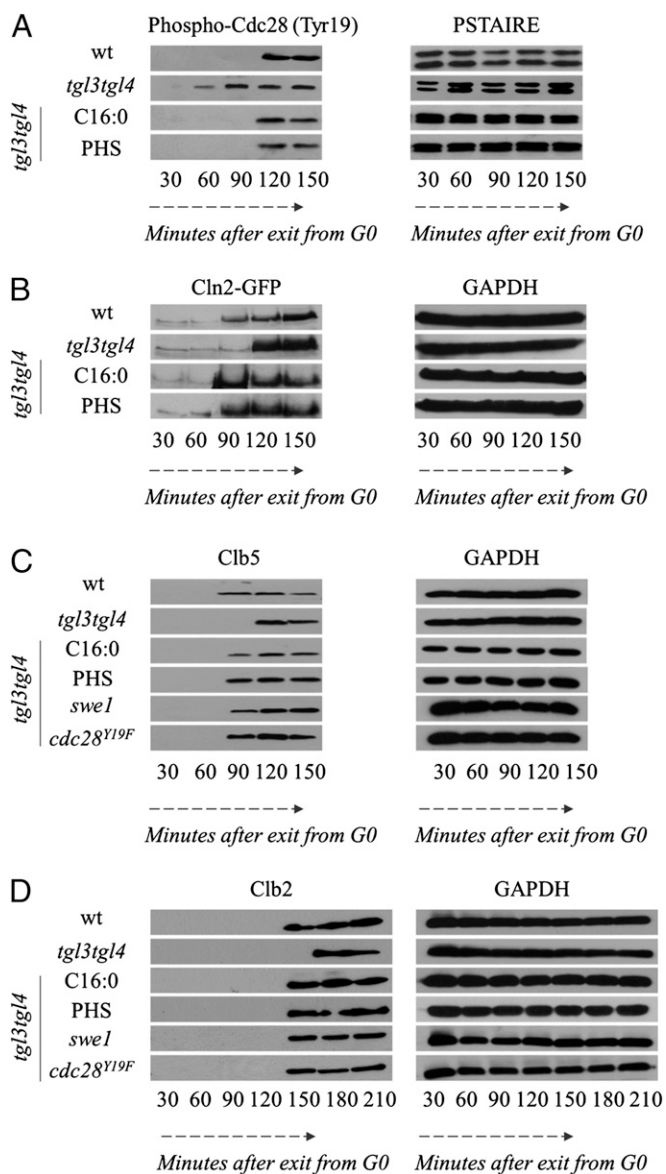 A
Phospho-Cdc28 (Tyr19) PSTAIRE
wt
tgl3tgl4
tgl3tgl4
C16:0
PHS
30 60 90 120 150 30 60 90 120 150
Minutes after exit from G0 Minutes after exit from G0
B
Cln2-GFP GAPDH
wt
tgl3tgl4
tgl3tgl4
C16:0
PHS
30 60 90 120 150 30 60 90 120 150
Minutes after exit from G0 Minutes after exit from G0
C
Clb5 GAPDH
wt
tgl3tgl4
tgl3tgl4
C16:0
PHS
swe1
cdc28Y19F
30 60 90 120 150 30 60 90 120 150
Minutes after exit from G0 Minutes after exit from G0
D
Clb2 GAPDH
wt
tgl3tgl4
tgl3tgl4
C16:0
PHS
swe1
cdc28Y19F
30 60 90 120 150 180 210 30 60 90 120 150 180 210
Minutes after exit from G0 Minutes after exit from G0